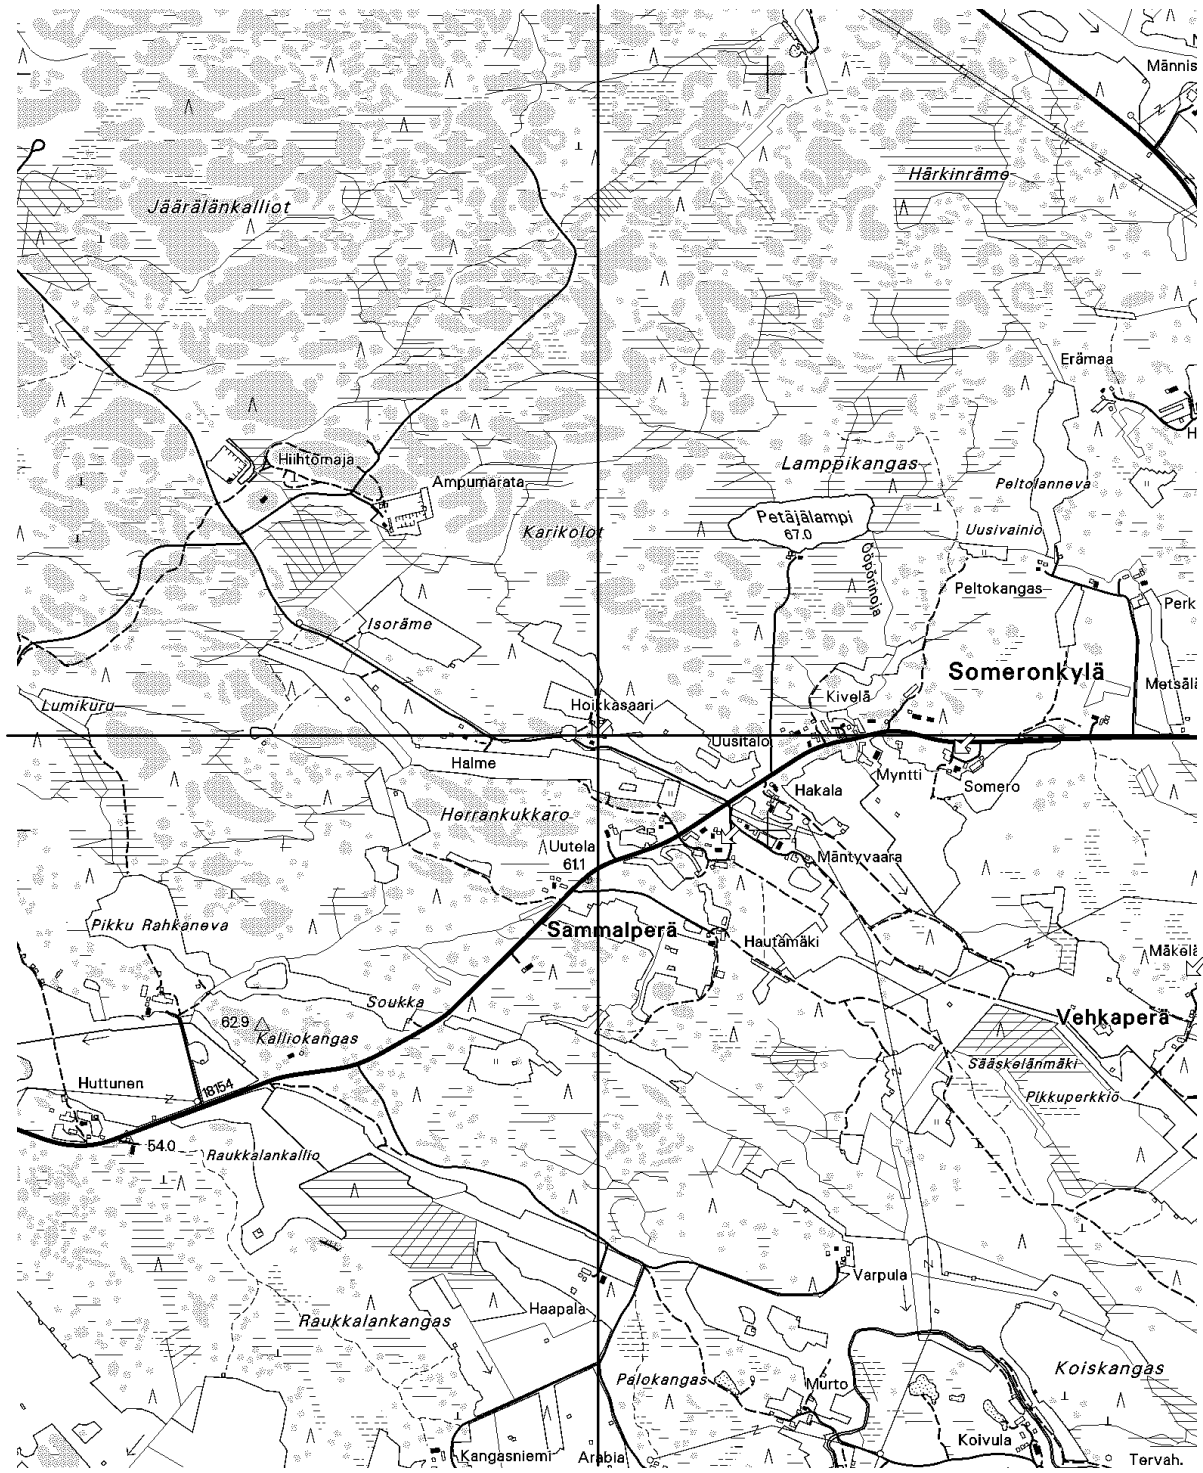 Männis
Härkinräme
Jäärälänkalliot
Erämaa
H
Hiihtomaja
Lamppikangas
Ampumarata
Peltolanneva
Karikolot
Petäjälampi
67.0
Uusivainio
Ööpörinoja
Peltokangas
Perk
Isoräme
Someronkylä
Metsälä
Lumikuru
Hoikkasaari
Kivelä
Uusitalo
Halme
Myntti
Somero
Hakala
Herrankukkaro
Uutela
61.1
Mäntyvaara
Pikku Rahkaneva
Sammalperä
Hautamäki
Mäkelä
Soukka
62.9
Kalliokangas
Vehkaperä
Sääskelänmäki
Huttunen
18154
Pikkuperkkiö
54.0
Raukkalankallio
Varpula
Haapala
Raukkalankangas
Palokangas
Murto
Koiskangas
Koivula
Kangasniemi
Arabia
Tervah.